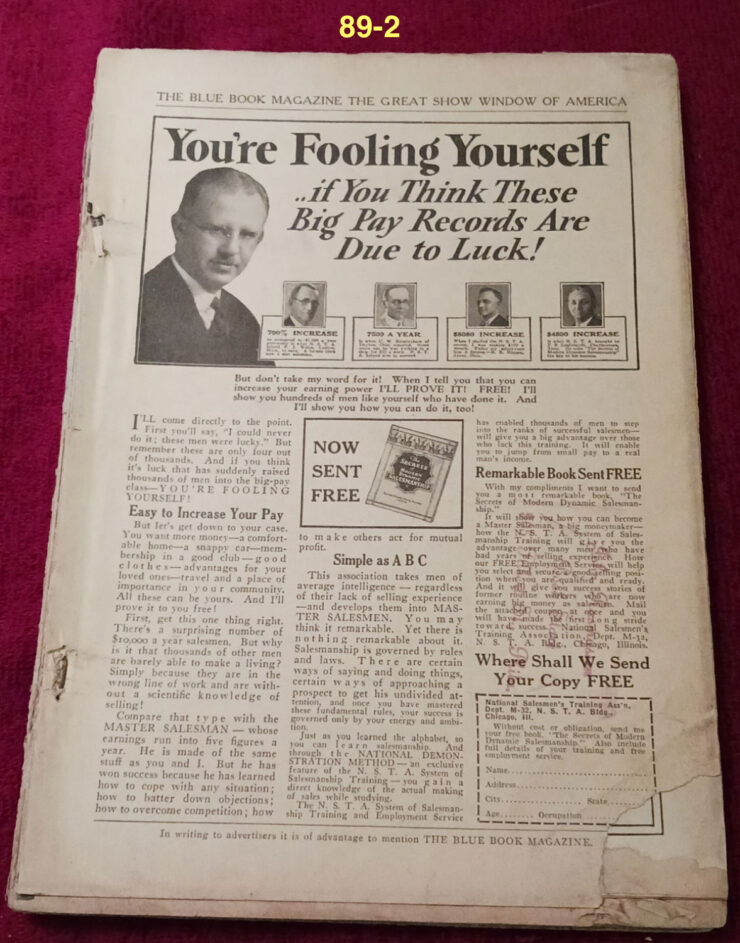 89-2
THE BLUE BOOK MAGAZINE THE GREAT SHOW WINDOW OF AMERICA
You're Fooling Yourself
..if You Think These
Big Pay Records Are
Due to Luck!
700% INCREASE
7500 A YEAR
$8080 INCREASE
$4800 INCREASE
But don't take my word for it! When I tell you that you can
increase your earning power I'LL PROVE IT! FREE! I'll
show you hundreds of men like yourself who have done it. And
I'll show you how you can do it, too!
I'LL come directly to the point.
First you'll say, "I could never
do it; these men were lucky." But
remember these are only four out
of thousands. And if you think
it's luck that has suddenly raised
thousands of men into the big-pay
class—YOU'RE FOOLING
YOURSELF!
Easy to Increase Your Pay
But let's get down to your case.
You want more money—a comfort-
able home—a snappy car—mem-
bership in a good club—good
clothes—advantages for your
loved ones—travel and a place of
importance in your community.
All these can be yours. And I'll
prove it to you free!
First, get this one thing right.
There's a surprising number of
$10,000 a year salesmen. But why
is it that thousands of other men
are barely able to make a living?
Simply because they are in the
wrong line of work and are with-
out a scientific knowledge of
selling!
Compare that type with the
MASTER SALESMAN—whose
earnings run into five figures a
year. He is made of the same
stuff as you and I. But he has
won success because he has learned
how to cope with any situation;
how to batter down objections;
how to overcome competition; how
NOW
SENT
FREE
The
SECRETS
of
MODERN
DYNAMIC
SALESMANSHIP
to make others act for mutual
profit.
Simple as A B C
This association takes men of
average intelligence—regardless
of their lack of selling experience
—and develops them into MAS-
TER SALESMEN. You may
think it remarkable. Yet there is
nothing remarkable about it.
Salesmanship is governed by rules
and laws. There are certain
ways of saying and doing things,
certain ways of approaching a
prospect to get his undivided at-
tention, and once you have mastered
these fundamental rules, your success is
governed only by your energy and ambi-
tion.
Just as you learned the alphabet, so
you can learn salesmanship. And
through the NATIONAL DEMON-
STRATION METHOD—an exclusive
feature of the N. S. T. A. System of
Salesmanship Training—you gain a
direct knowledge of the actual making
of sales while studying.
The N. S. T. A. System of Salesman-
ship Training and Employment Service
has enabled thousands of men to step
into the ranks of successful salesmen—
will give you a big advantage over those
who lack this training. It will enable
you to jump from small pay to a real
man's income.
Remarkable Book Sent FREE
With my compliments I want to send
you a most remarkable book, "The
Secrets of Modern Dynamic Salesman-
ship."
It will show you how you can become
a Master Salesman, a big moneymaker—
how the N. S. T. A. System of Sales-
manship Training will give you the
advantage over many men who have
had years of selling experience. How
our FREE Employment Service will help
you select and secure a good selling posi-
tion when you are qualified and ready.
And it will give you success stories of
former routine workers who are now
earning big money as salesmen. Mail
the attached coupon at once and you
will have made the first long stride
toward success. National Salesmen's
Training Association, Dept. M-32,
N. S. T. A. Bldg., Chicago, Illinois.
Where Shall We Send
Your Copy FREE
National Salesmen's Training Ass'n,
Dept. M-32, N. S. T. A. Bldg.,
Chicago, Ill.
Without cost or obligation, send me
your free book, "The Secrets of Modern
Dynamic Salesmanship." Also include
full details of your training and free
employment service.
Name
Address
City State
Age Occupation
In writing to advertisers it is of advantage to mention THE BLUE BOOK MAGAZINE.